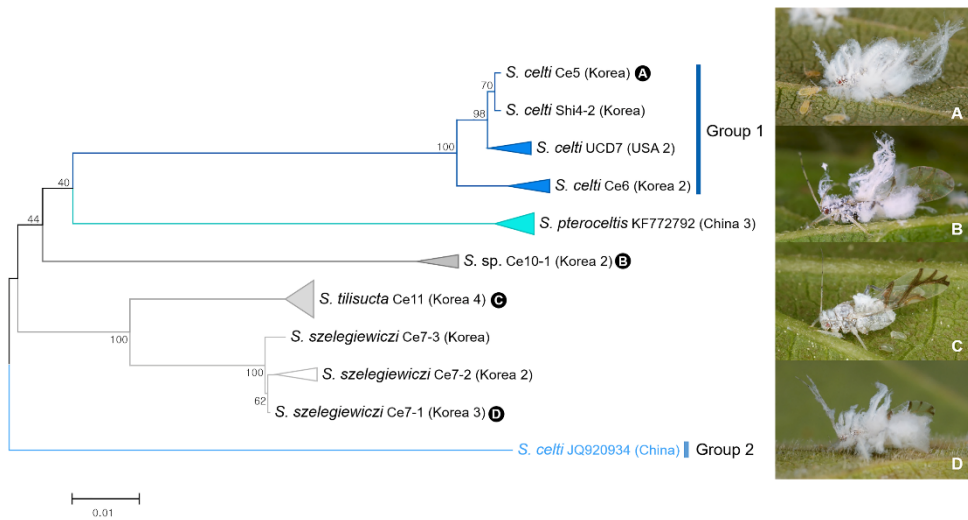 S. celti Ce5 (Korea) A
70
S. celti Shi4-2 (Korea)
98
Group 1
S. celti UCD7 (USA 2)
100
S. celti Ce6 (Korea 2)
40
S. pteroceltis KF772792 (China 3)
44
S. sp. Ce10-1 (Korea 2) B
S. tilisucta Ce11 (Korea 4) C
100
S. szelegiewiczi Ce7-3 (Korea)
100
S. szelegiewiczi Ce7-2 (Korea 2)
62
S. szelegiewiczi Ce7-1 (Korea 3) D
S. celti JQ920934 (China) Group 2
0.01
A
B
C
D